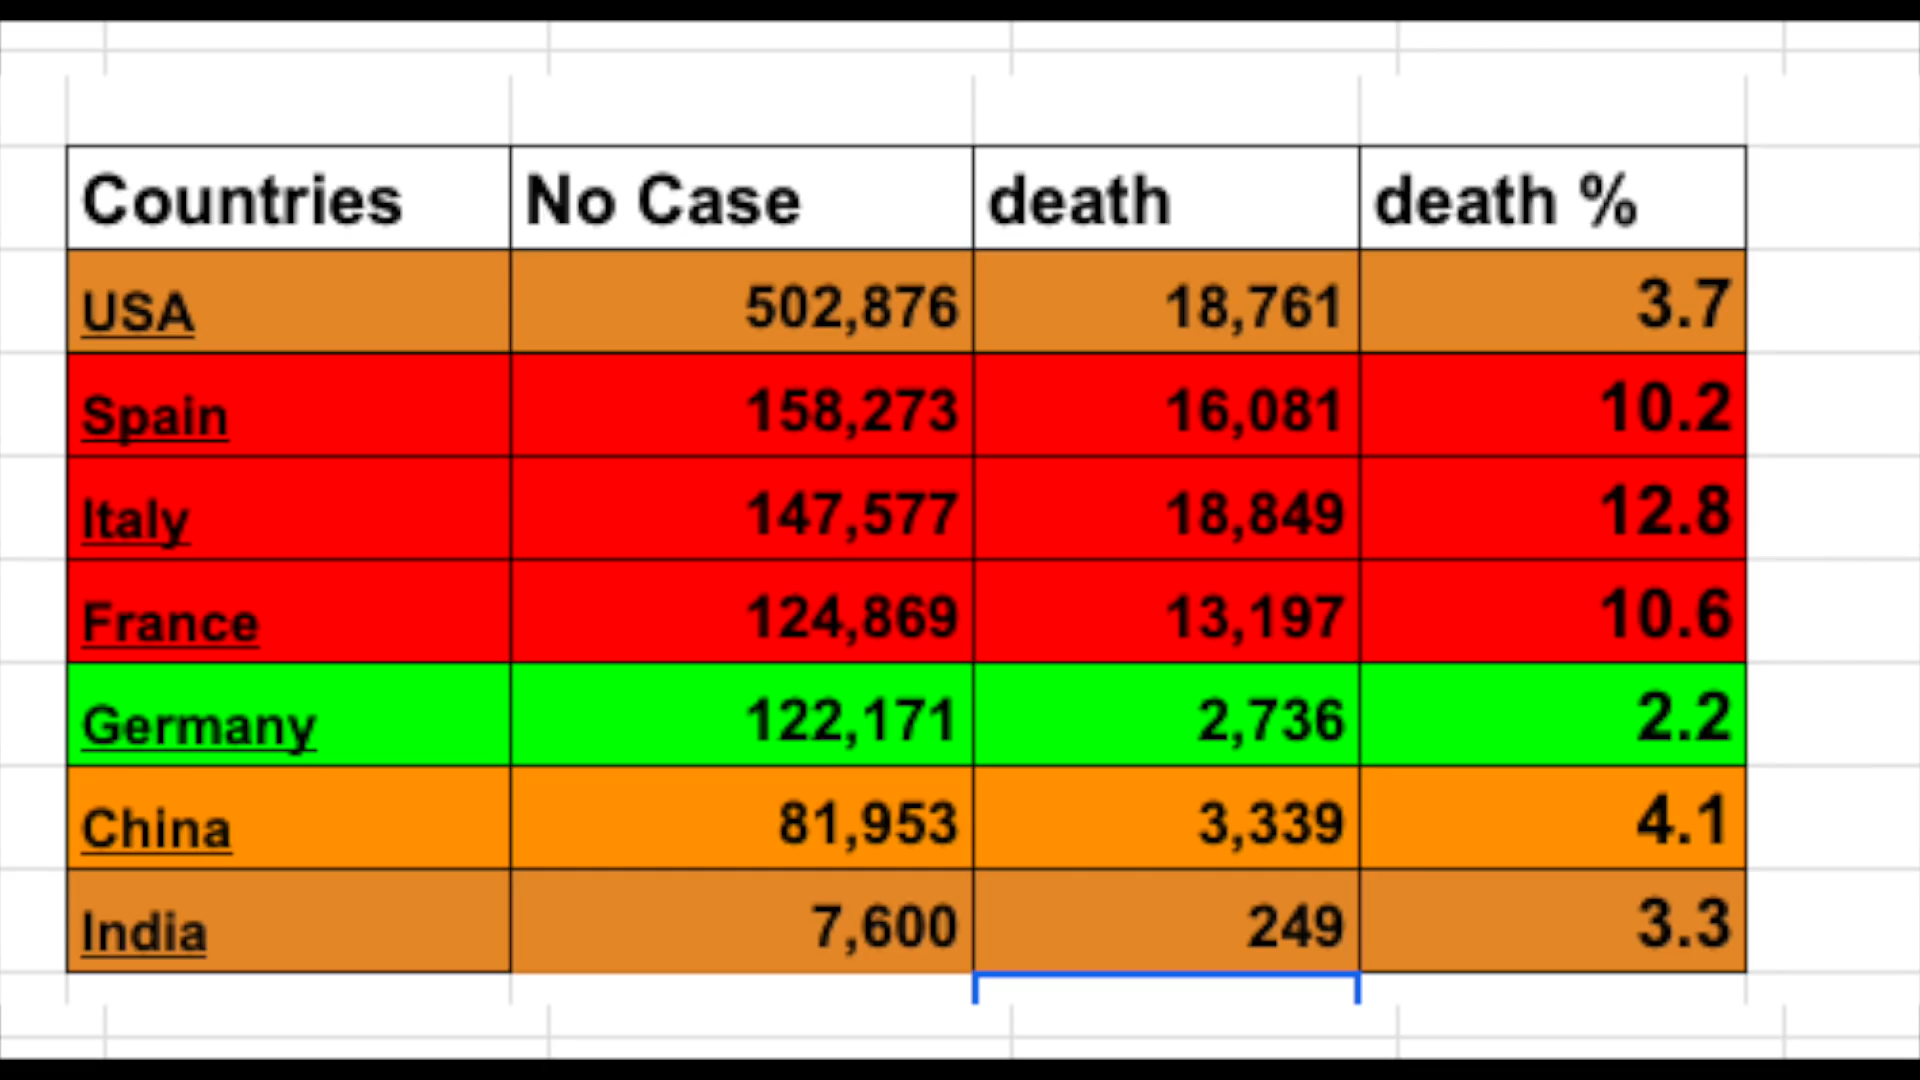 Countries No Case death death %
USA 502,876 18,761 3.7
Spain 158,273 16,081 10.2
Italy 147,577 18,849 12.8
France 124,869 13,197 10.6
Germany 122,171 2,736 2.2
China 81,953 3,339 4.1
India 7,600 249 3.3